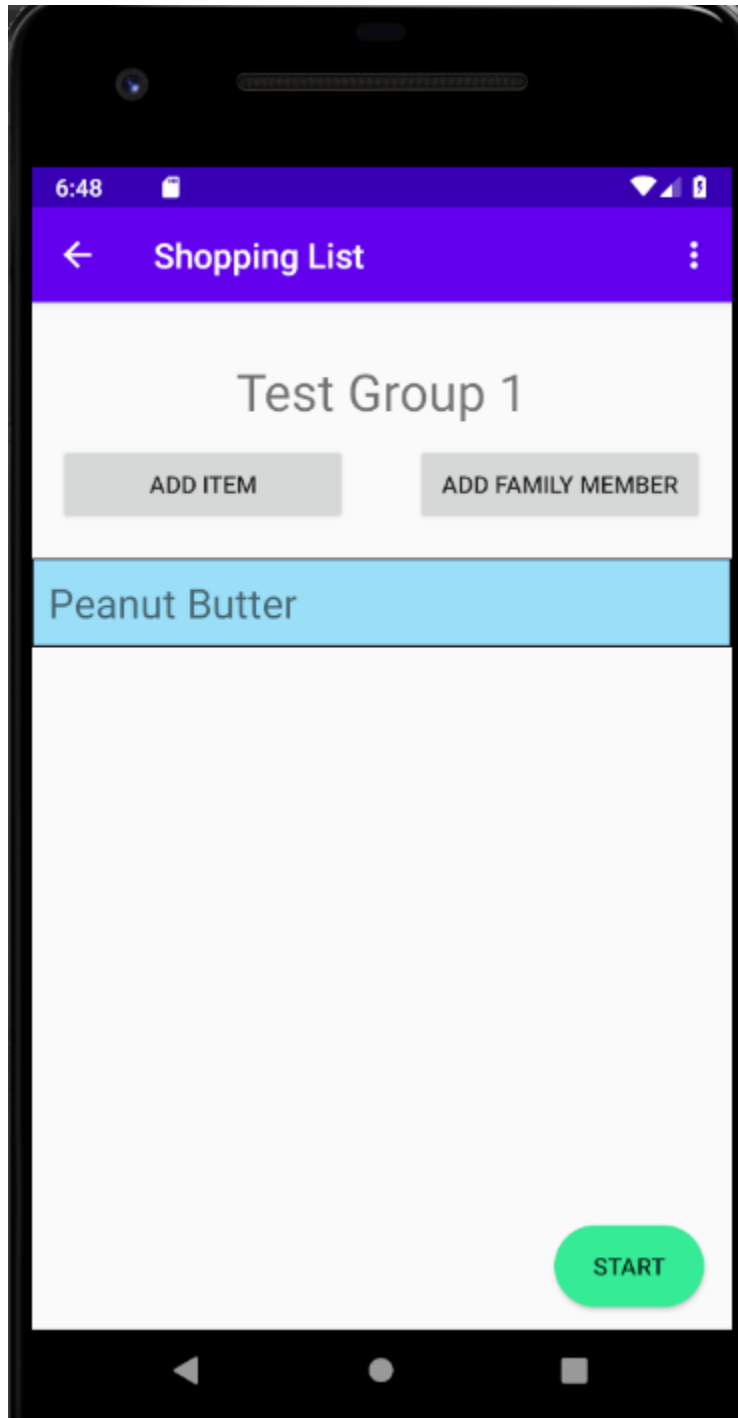 6:48
Shopping List
Test Group 1
ADD ITEM
ADD FAMILY MEMBER
Peanut Butter
START